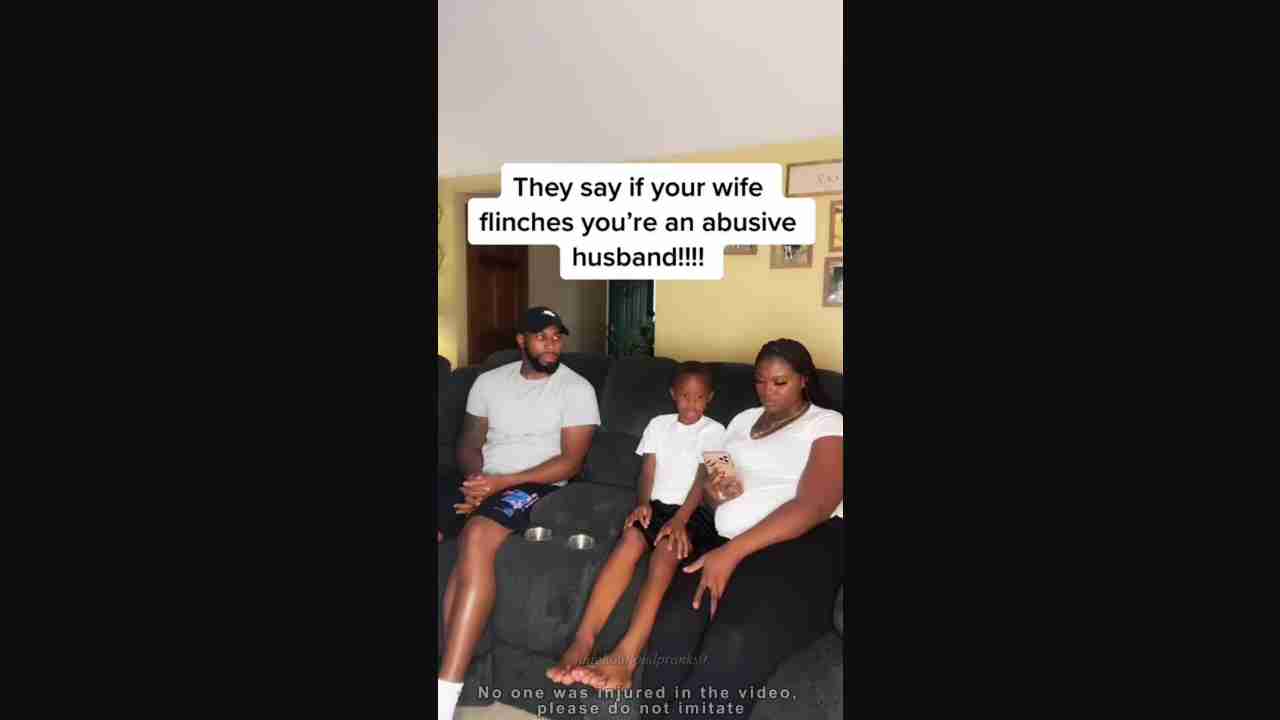 They say if your wife
flinches you’re an abusive
husband!!!!
No one was injured in the video,
please do not imitate